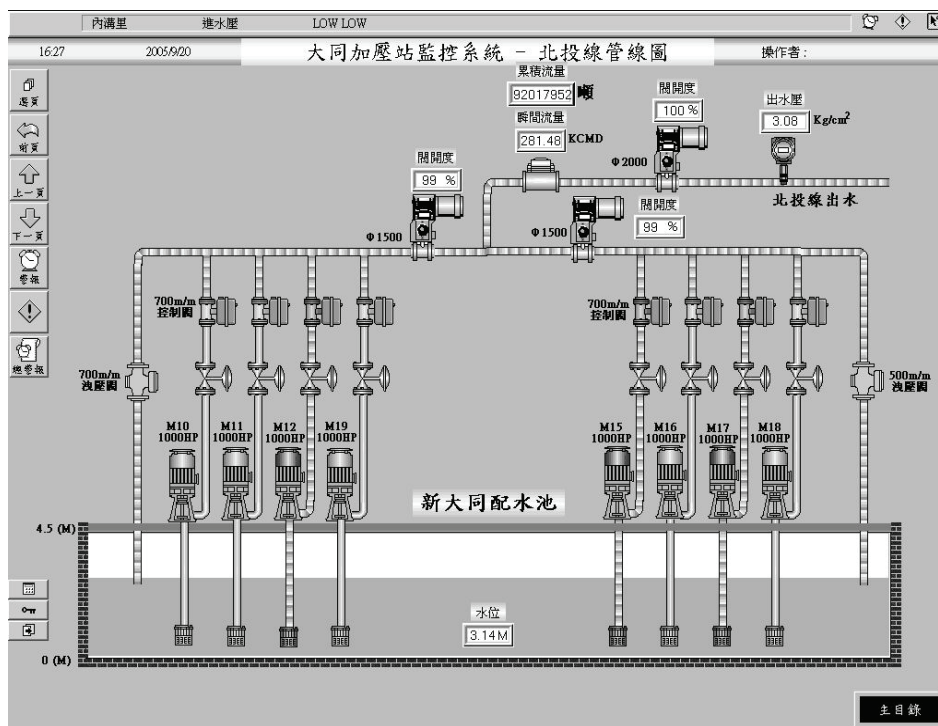 內溝里 進水壓 LOW LOW
16:27 2005/9/20 大同加壓站監控系統 - 北投線管線圖 操作者:
選頁
前頁
上一頁
下一頁
警報
總警報
累積流量
92017952 噸
瞬間流量
281.48 KCMD
閥開度
100 %
Φ2000
出水壓
3.08 Kg/cm2
北投線出水
閥開度
99 %
Φ1500
Φ1500
閥開度
99 %
700m/m
控制閥
700m/m
控制閥
700m/m
洩壓閥
500m/m
洩壓閥
M10
1000HP
M11
1000HP
M12
1000HP
M19
1000HP
M15
1000HP
M16
1000HP
M17
1000HP
M18
1000HP
新大同配水池
4.5 (M)
水位
3.14M
0 (M)
主目錄